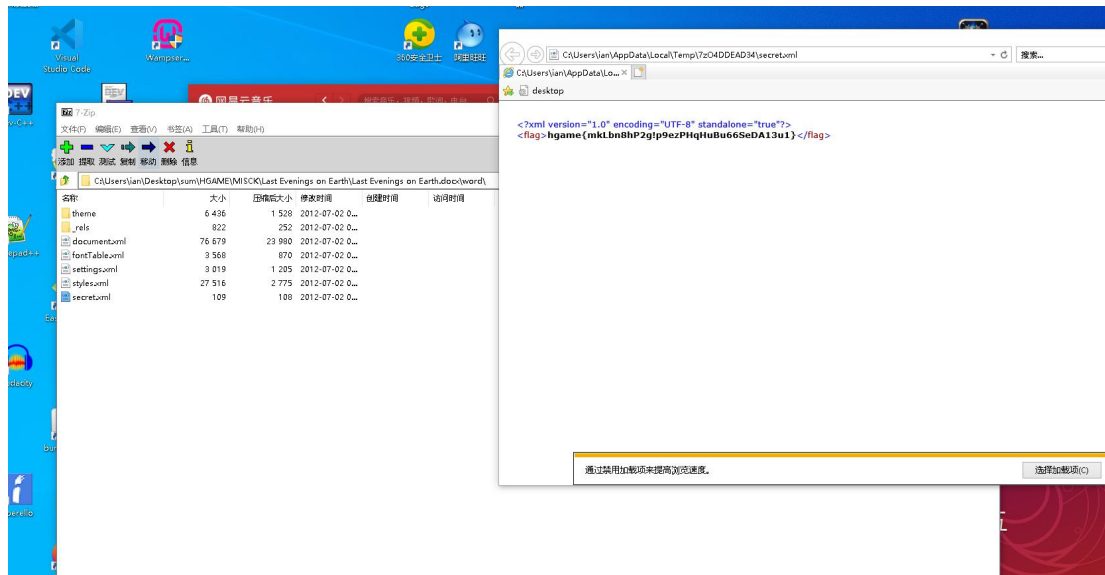 Visual
Studio Code
Wampser...
360安全卫士
阿里旺旺
7-Zip
文件(F) 编辑(E) 查看(V) 书签(A) 工具(T) 帮助(H)
添加 提取 测试 复制 移动 删除 信息
C:\Users\ian\Desktop\sum\HGAME\MISCK\Last Evenings on Earth\Last Evenings on Earth.docx\word\
名称 大小 压缩后大小 修改时间 创建时间 访问时间
theme 6 436 1 528 2012-07-02 0...
_rels 822 252 2012-07-02 0...
document.xml 76 679 23 980 2012-07-02 0...
fontTable.xml 3 568 870 2012-07-02 0...
settings.xml 3 019 1 205 2012-07-02 0...
styles.xml 27 516 2 775 2012-07-02 0...
secret.xml 109 108 2012-07-02 0...
C:\Users\ian\AppData\Local\Temp\7zO4DDEAD34\secret.xml
搜索...
C:\Users\ian\AppData\Lo...
desktop
<?xml version="1.0" encoding="UTF-8" standalone="true"?>
<flag>hgame{mkLbn8hP2g!p9ezPHqHuBu66SeDA13u1}</flag>
通过禁用加载项来提高浏览速度。
选择加载项(C)